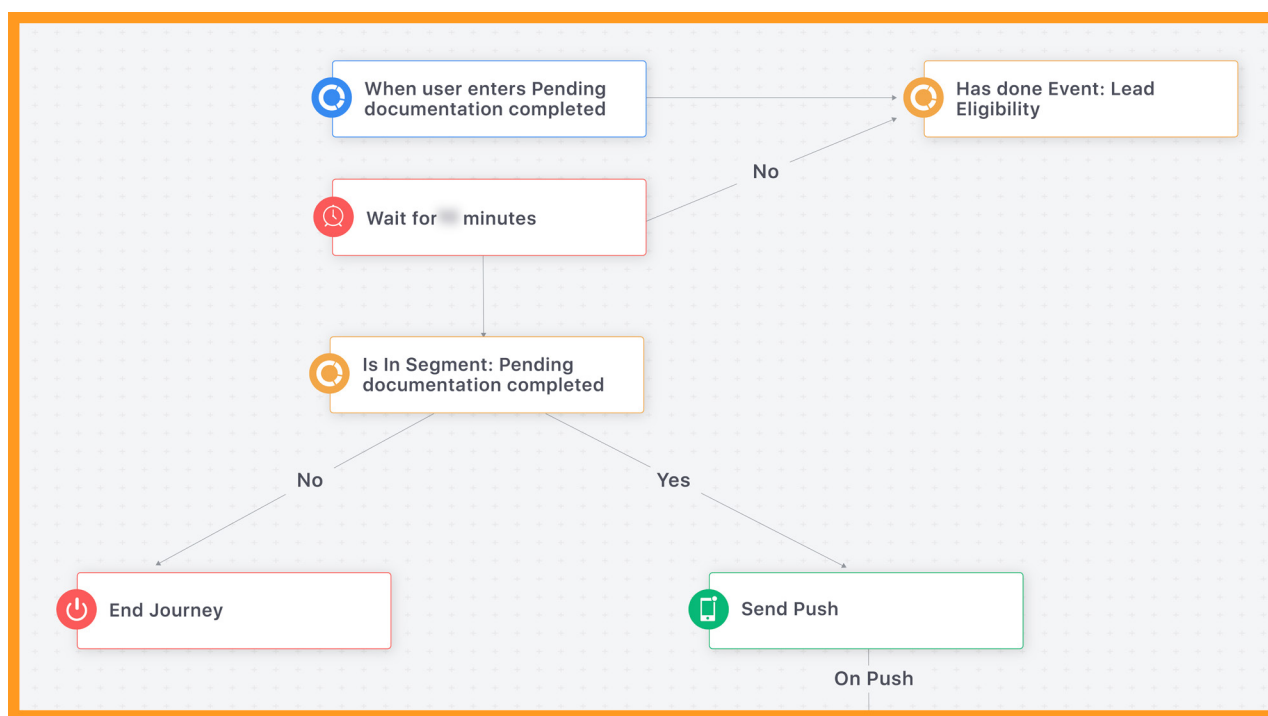 When user enters Pending
documentation completed
Has done Event: Lead
Eligibility
No
Wait for minutes
Is In Segment: Pending
documentation completed
No
Yes
End Journey
Send Push
On Push